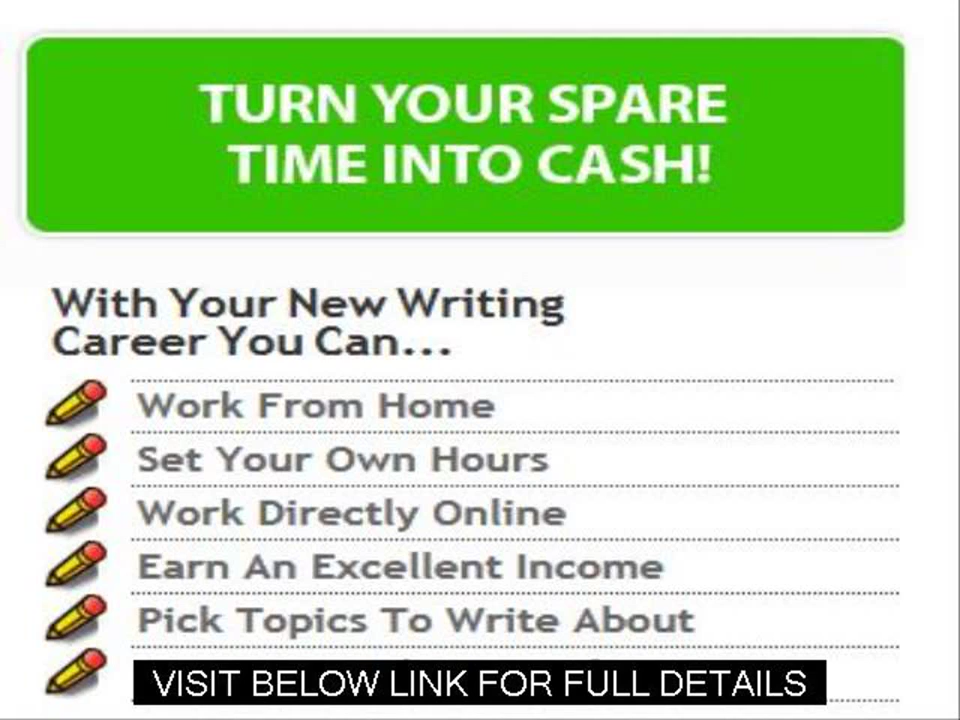 TURN YOUR SPARE
TIME INTO CASH!
With Your New Writing
Career You Can...
Work From Home
Set Your Own Hours
Work Directly Online
Earn An Excellent Income
Pick Topics To Write About
VISIT BELOW LINK FOR FULL DETAILS